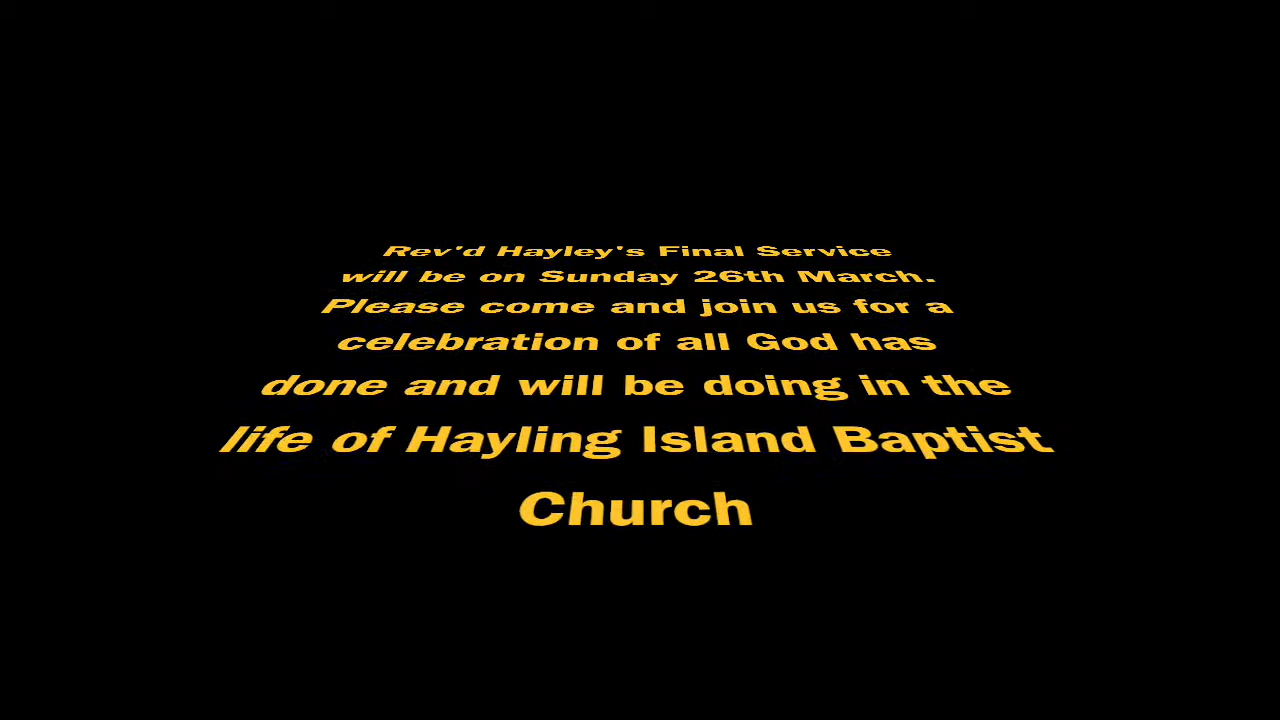 Rev'd Hayley's Final Service
will be on Sunday 26th March.
Please come and join us for a
celebration of all God has
done and will be doing in the
life of Hayling Island Baptist
Church